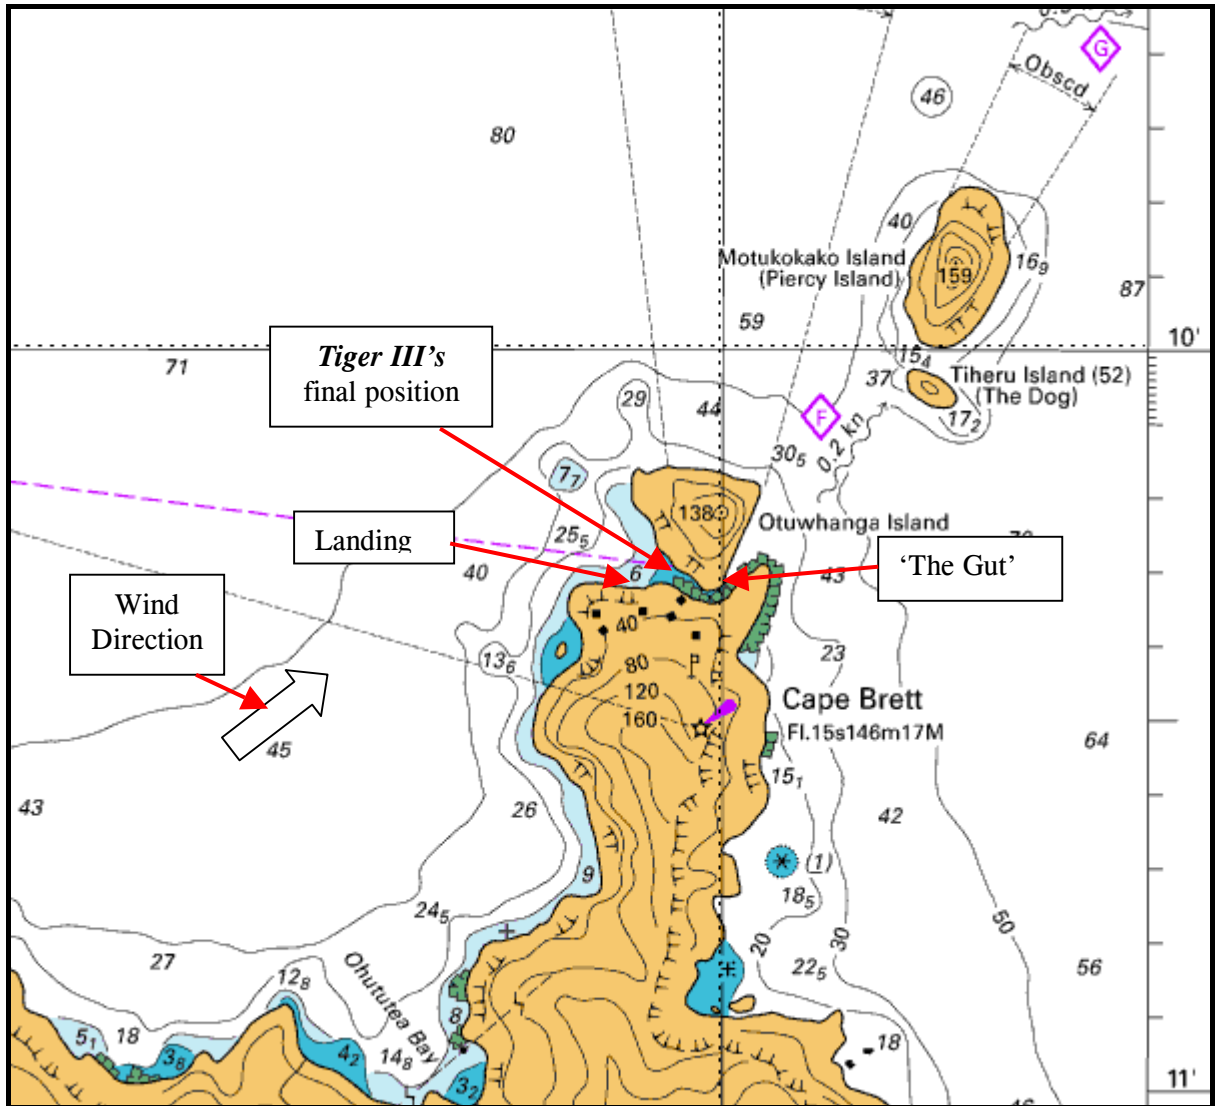 G
Obscd
46
80
40
Motukokako Island
(Piercy Island)
159
16₉
87
59
10'
71
Tiger III's
final position
15₄
37
Tiheru Island (52)
(The Dog)
17₂
29
44
F
0.2 kn
30₅
7₇
138
Otuwhanga Island
25₅
Landing
6
40
43
'The Gut'
Wind
Direction
40
13₆
80
120
160
23
Cape Brett
Fl.15s146m17M
45
64
15₁
43
26
42
(1)
9
18₅
24₅
50
20
30
27
12₈
Ohututea Bay
22₅
56
8
5₁
18
3₈
4₂
14₈
3₂
18
11'